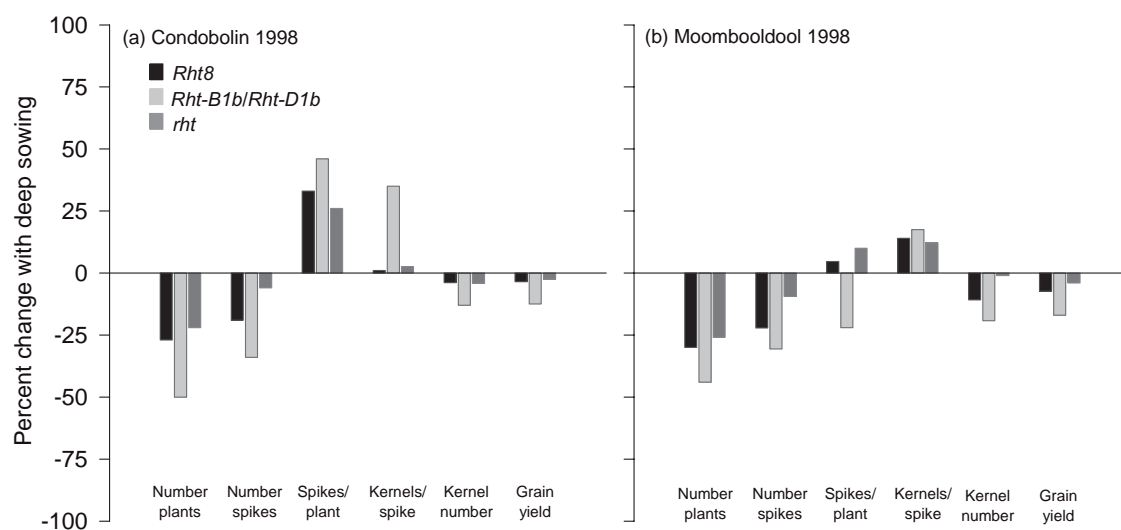 Percent change with deep sowing
100
75
50
25
0
-25
-50
-75
-100
(a) Condobolin 1998
Rht8
Rht-B1b/Rht-D1b
rht
Number plants
Number spikes
Spikes/ plant
Kernels/ spike
Kernel number
Grain yield
(b) Moombooldool 1998
Number plants
Number spikes
Spikes/ plant
Kernels/ spike
Kernel number
Grain yield